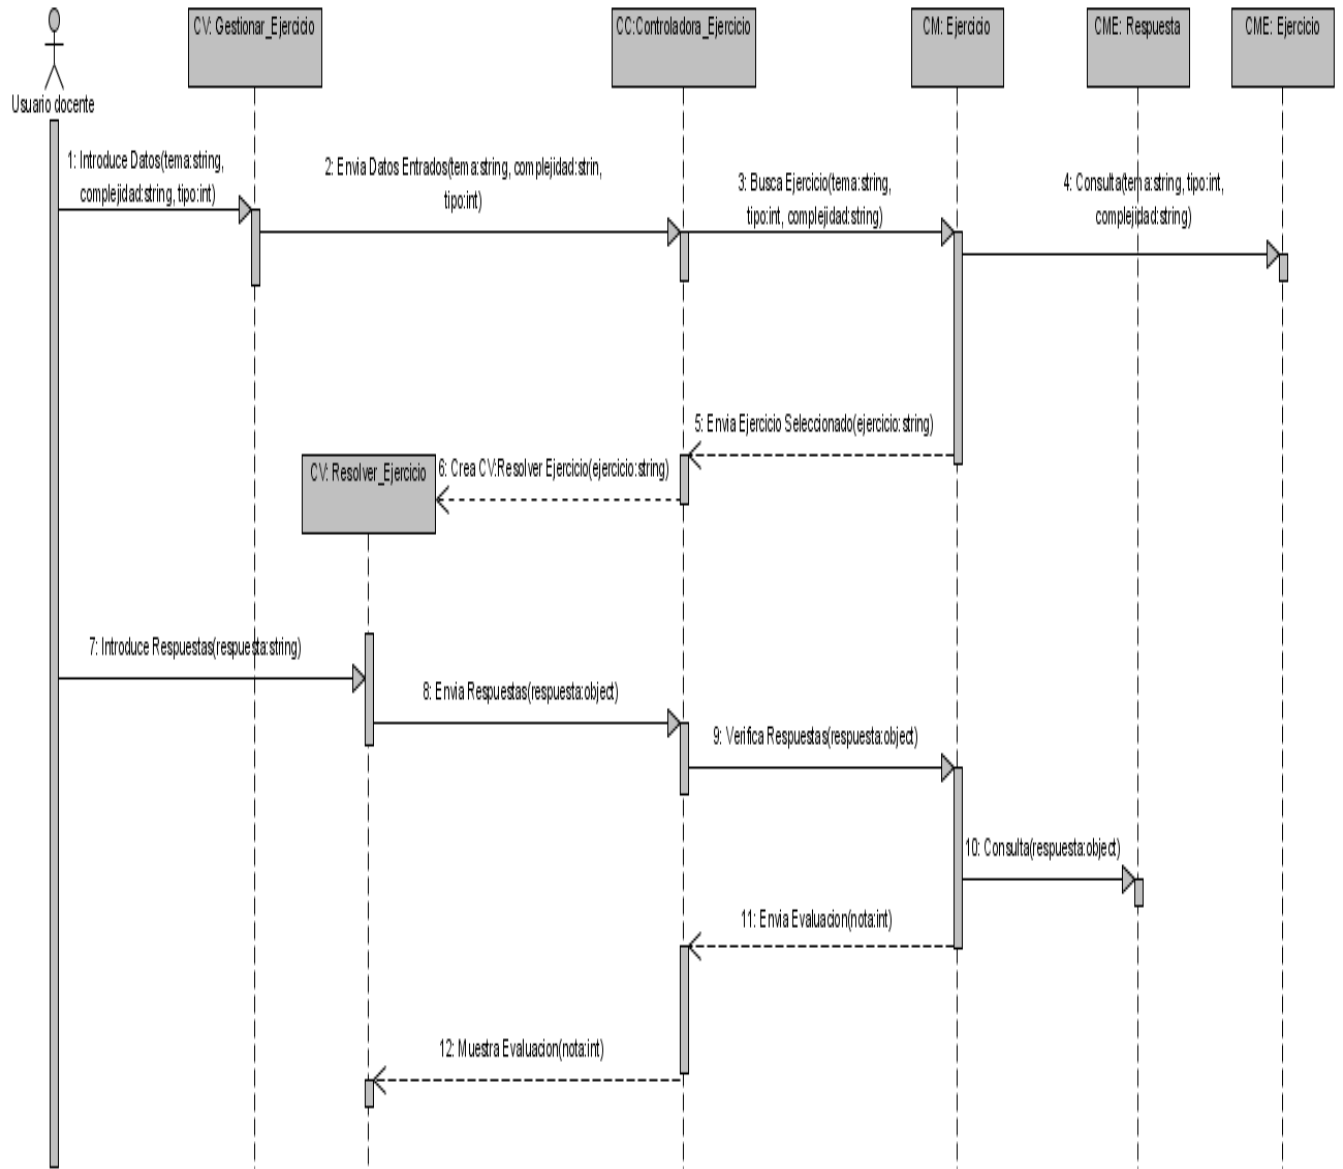 CV: Gestionar_Ejercicio
CC:Controladora_Ejercicio
CM: Ejercicio
CME: Respuesta
CME: Ejercicio
Usuario docente
1: Introduce Datos(tema:string,
complejidad:string, tipo:int)
2: Envia Datos Entrados(tema:string, complejidad:strin,
tipo:int)
3: Busca Ejercicio(tema:string,
tipo:int, complejidad:string)
4: Consulta(tema:string, tipo:int,
complejidad:string)
5: Envia Ejercicio Seleccionado(ejercicio:string)
CV: Resolver_Ejercicio
6: Crea CV:Resolver Ejercicio(ejercicio:string)
7: Introduce Respuestas(respuesta:string)
8: Envia Respuestas(respuesta:object)
9: Verifica Respuestas(respuesta:object)
10: Consulta(respuesta:object)
11: Envia Evaluacion(nota:int)
12: Muestra Evaluacion(nota:int)